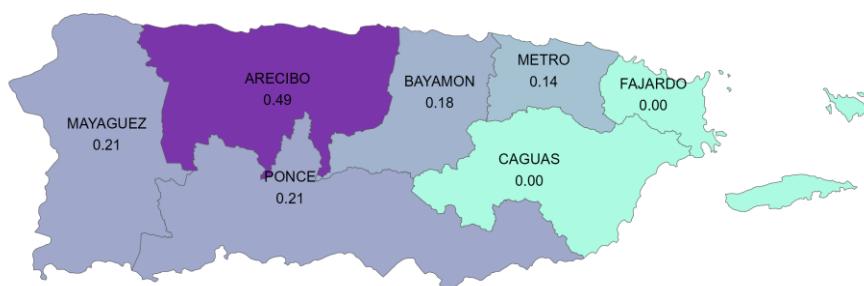 METRO
0.14
ARECIBO
0.49
BAYAMON
0.18
FAJARDO
0.00
MAYAGUEZ
0.21
CAGUAS
0.00
PONCE
0.21